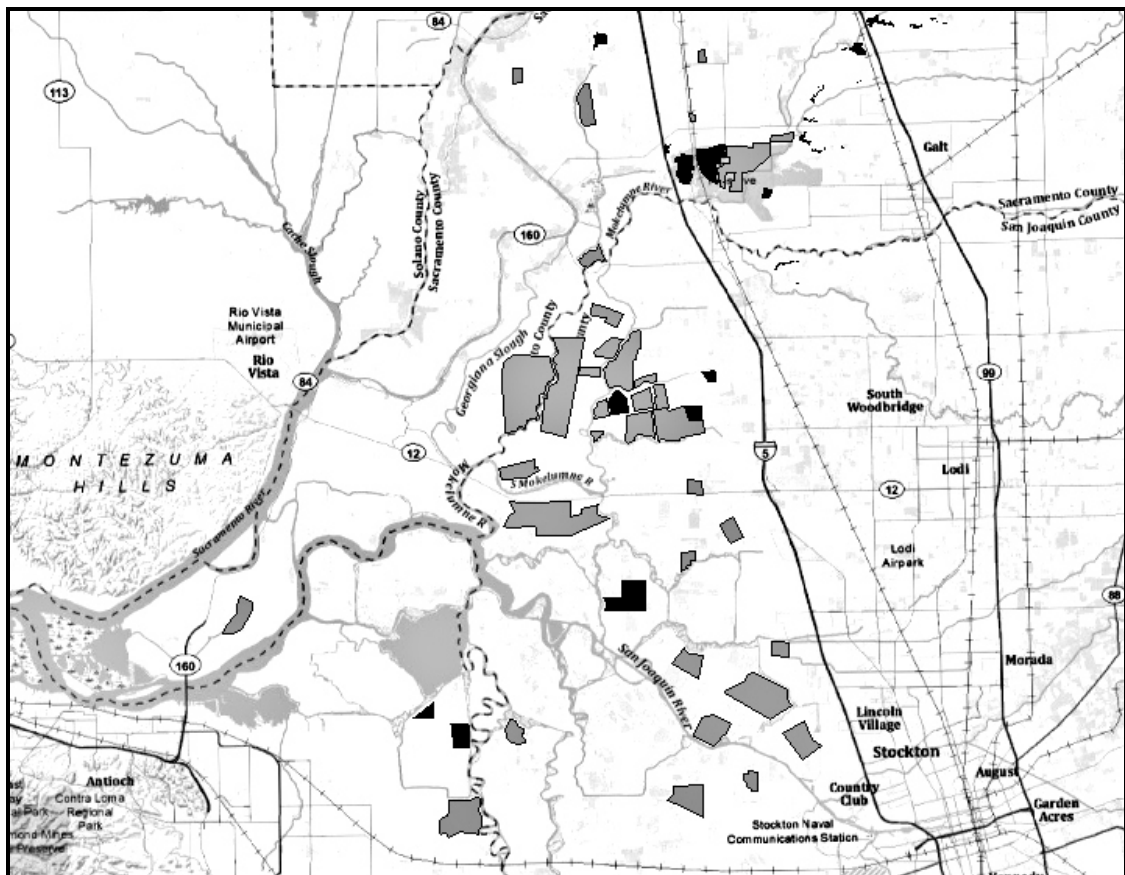 84
113
Galt
Mokelumne River
Sacramento County
San Joaquin County
Solano County
Sacramento County
160
Cache Slough
Rio Vista
Municipal
Airport
Rio
Vista
84
Georgiana Slough
99
South
Woodbridge
12
5
Lodi
MONTEZUMA
HILLS
Mokelumne R
S Mokelumne R
12
Sacramento River
Lodi
Airpark
88
160
San Joaquin River
Morada
Lincoln
Village
Stockton
August
Antioch
Contra Loma
Regional
Park
Country
Club
Garden
Acres
Stockton Naval
Communications Station